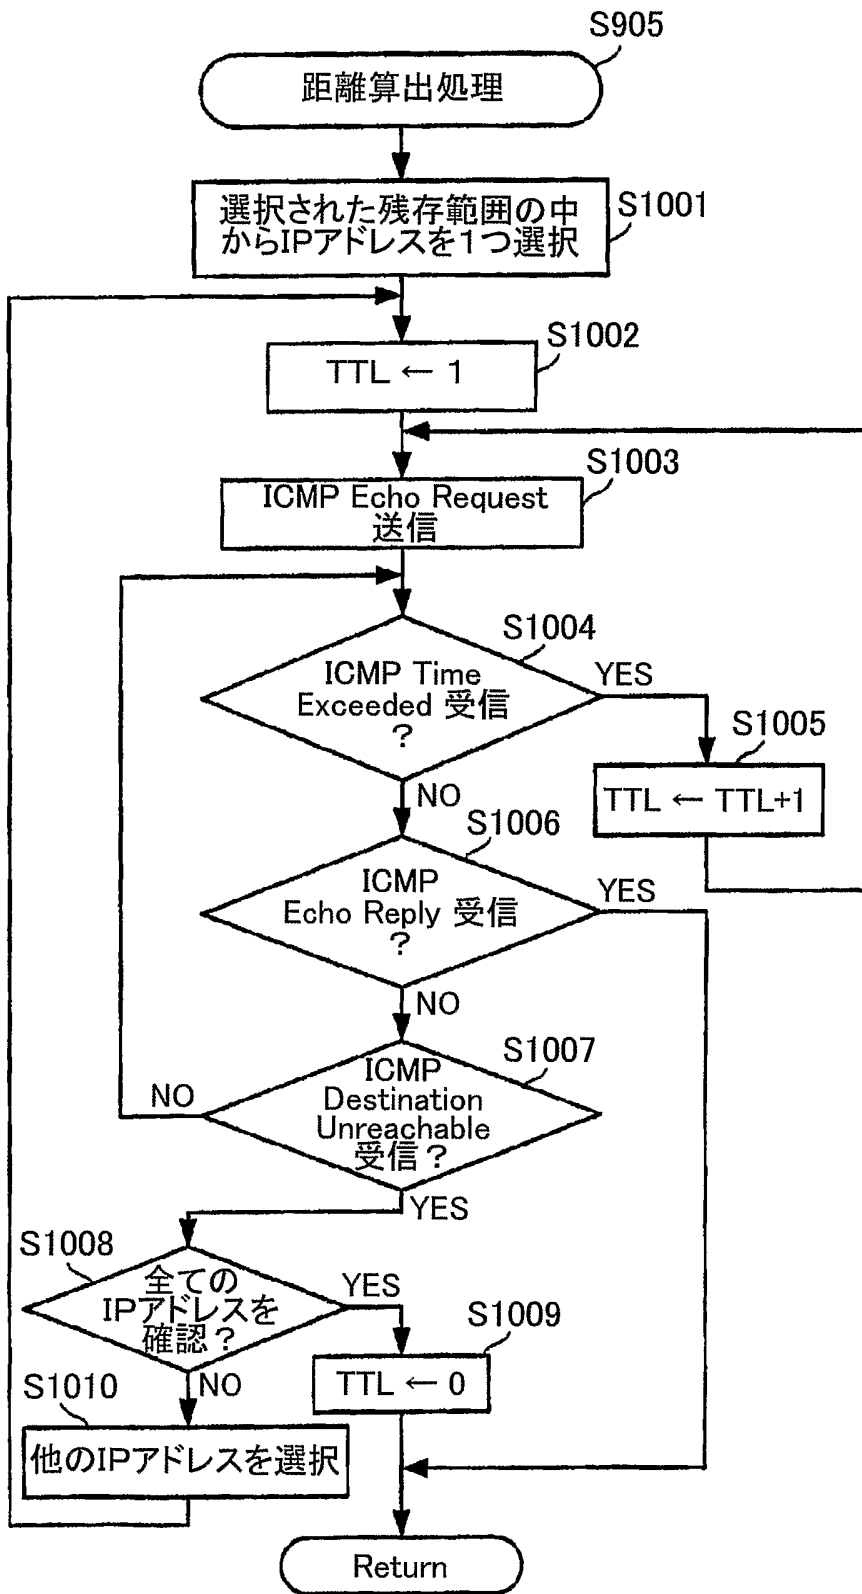 S905
距離算出処理
選択された残存範囲の中
からIPアドレスを1つ選択
S1001
S1002
TTL ← 1
S1003
ICMP Echo Request
送信
S1004
ICMP Time
Exceeded 受信
?
YES
NO
S1005
TTL ← TTL+1
S1006
ICMP
Echo Reply 受信
?
YES
NO
S1007
ICMP
Destination
Unreachable
受信?
NO
YES
S1008
全ての
IPアドレスを
確認?
YES
NO
S1009
TTL ← 0
S1010
他のIPアドレスを選択
Return